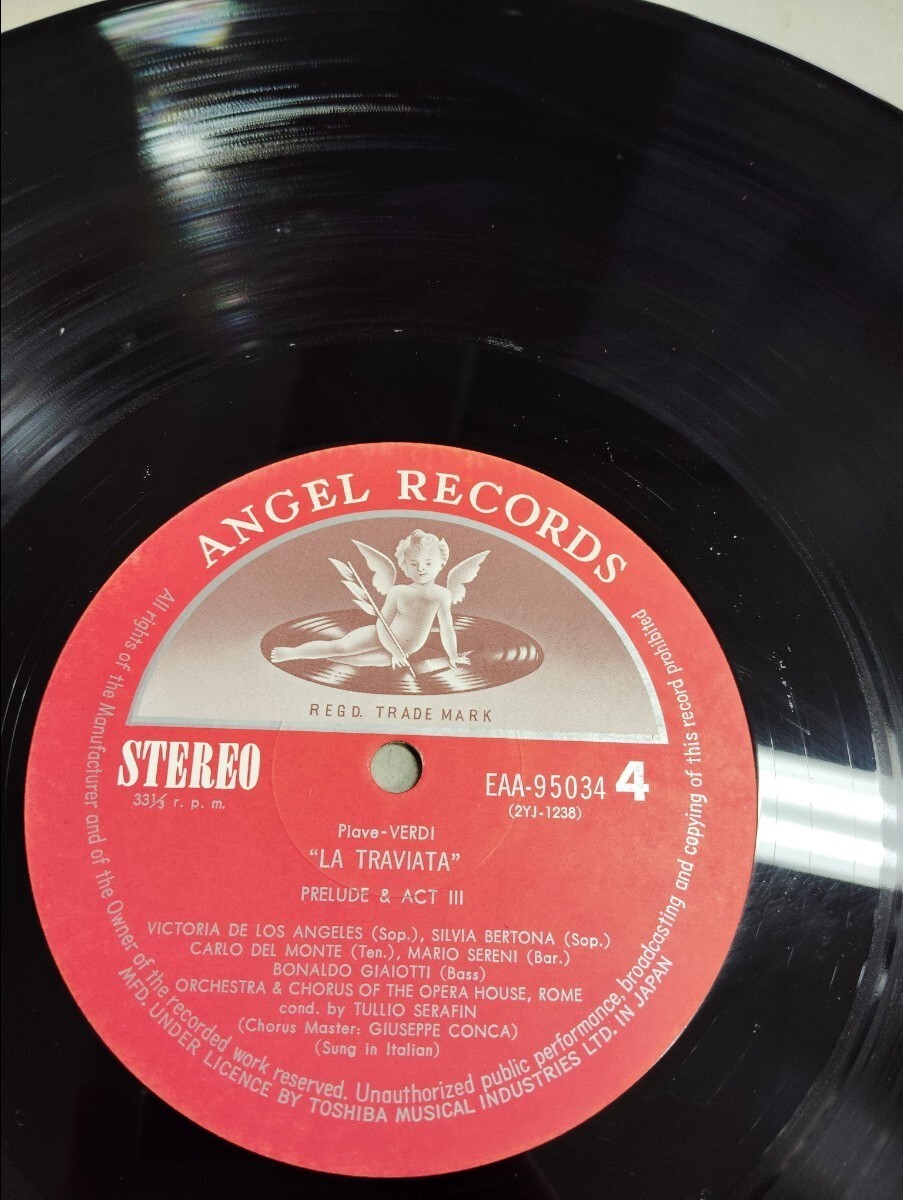 ANGEL RECORDS
REGD. TRADE MARK
STEREO
33⅓ r. p. m.
EAA-95034 4
(2YJ-1238)
Piave-VERDI
“LA TRAVIATA”
PRELUDE & ACT III
VICTORIA DE LOS ANGELES (Sop.), SILVIA BERTONA (Sop.)
CARLO DEL MONTE (Ten.), MARIO SERENI (Bar.)
BONALDO GIAIOTTI (Bass)
ORCHESTRA & CHORUS OF THE OPERA HOUSE, ROME
cond. by TULLIO SERAFIN
(Chorus Master: GIUSEPPE CONCA)
(Sung in Italian)
All rights of the Manufacturer and of the Owner of the recorded work reserved. Unauthorized public performance, broadcasting and copying of this record prohibited
MFD. UNDER LICENCE BY TOSHIBA MUSICAL INDUSTRIES LTD. IN JAPAN